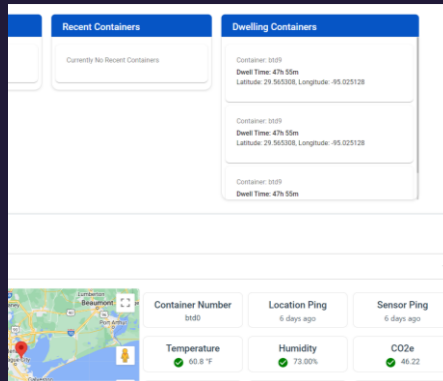 Recent Containers
Currently No Recent Containers
Dwelling Containers
Container: btd9
Dwell Time: 47h 55m
Latitude: 29.565308, Longitude: -95.025128
Container: btd9
Dwell Time: 47h 55m
Latitude: 29.565308, Longitude: -95.025128
Container: btd9
Dwell Time: 47h 55m
Lumberton
Beaumont
Port Arthur
Galveston
Container Number
btd0
Location Ping
6 days ago
Sensor Ping
6 days ago
Temperature
60.8 °F
Humidity
73.00%
CO2e
46.22